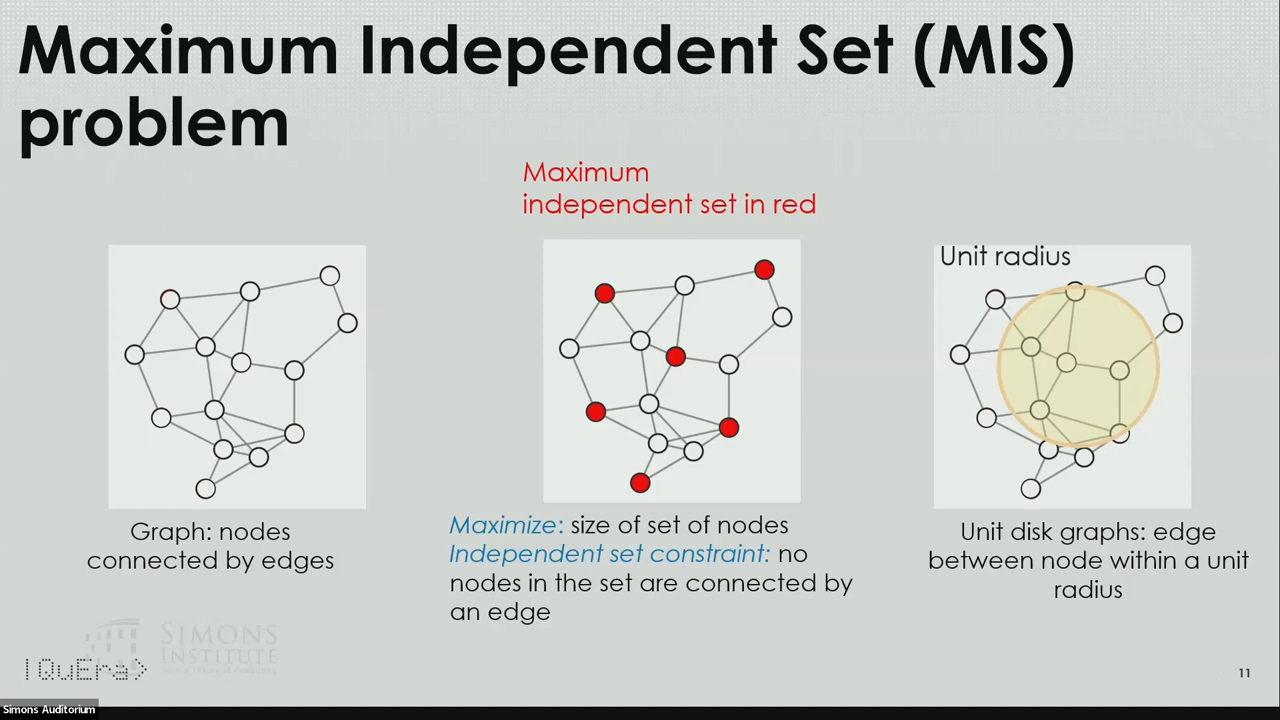 Maximum Independent Set (MIS)
problem
Maximum
independent set in red
Unit radius
Graph: nodes
connected by edges
Maximize: size of set of nodes
Independent set constraint: no
nodes in the set are connected by
an edge
Unit disk graphs: edge
between node within a unit
radius
SIMONS
INSTITUTE
|QuEra>
11
Simons Auditorium